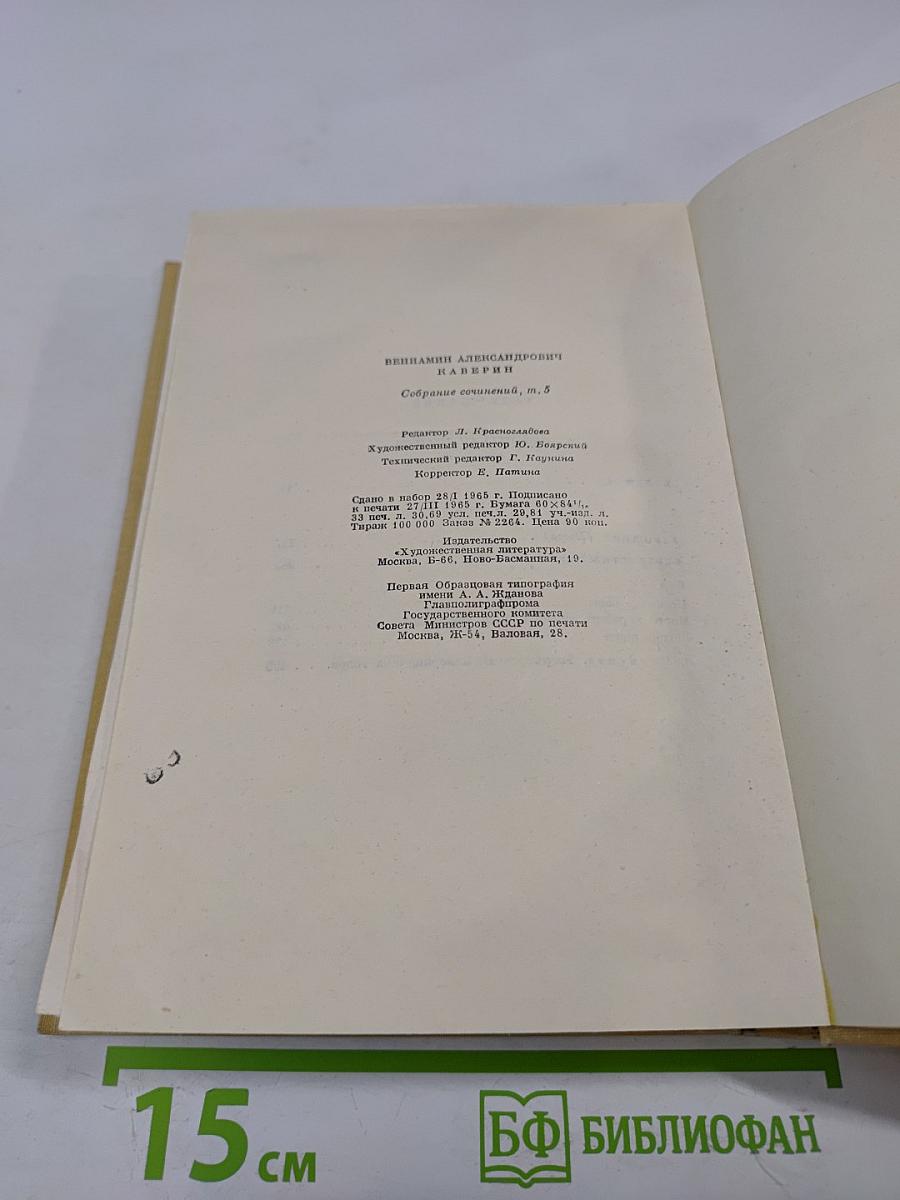 ВЕНИАМИН АЛЕКСАНДРОВИЧ
КАВЕРИН
Собрание сочинений, т. 5
Редактор Л. Красноглядова
Художественный редактор Ю. Боярский
Технический редактор Г. Каунина
Корректор Е. Патина
Сдано в набор 28/I 1965 г. Подписано
к печати 27/III 1965 г. Бумага 60×84¹/₁₆.
33 печ. л. 30,69 усл. печ.л. 29,81 уч.-изд. л.
Тираж 100 000 Заказ № 2264. Цена 90 коп.
Издательство
«Художественная литература»
Москва, Б-66, Ново-Басманная, 19.
Первая Образцовая типография
имени А. А. Жданова
Главполиграфпрома
Государственного комитета
Совета Министров СССР по печати
Москва, Ж-54, Валовая, 28.
15 см
БФ БИБЛИОФАН